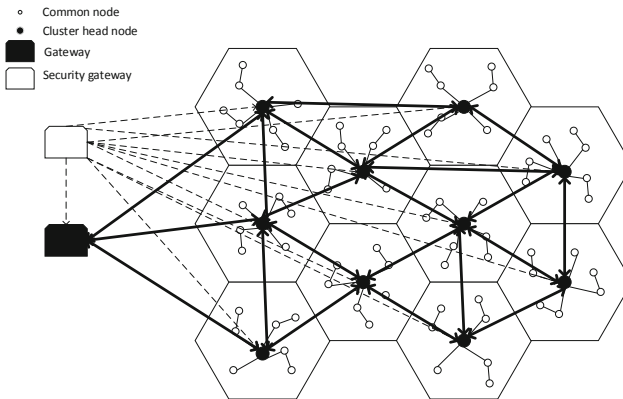 Common node
Cluster head node
Gateway
Security gateway